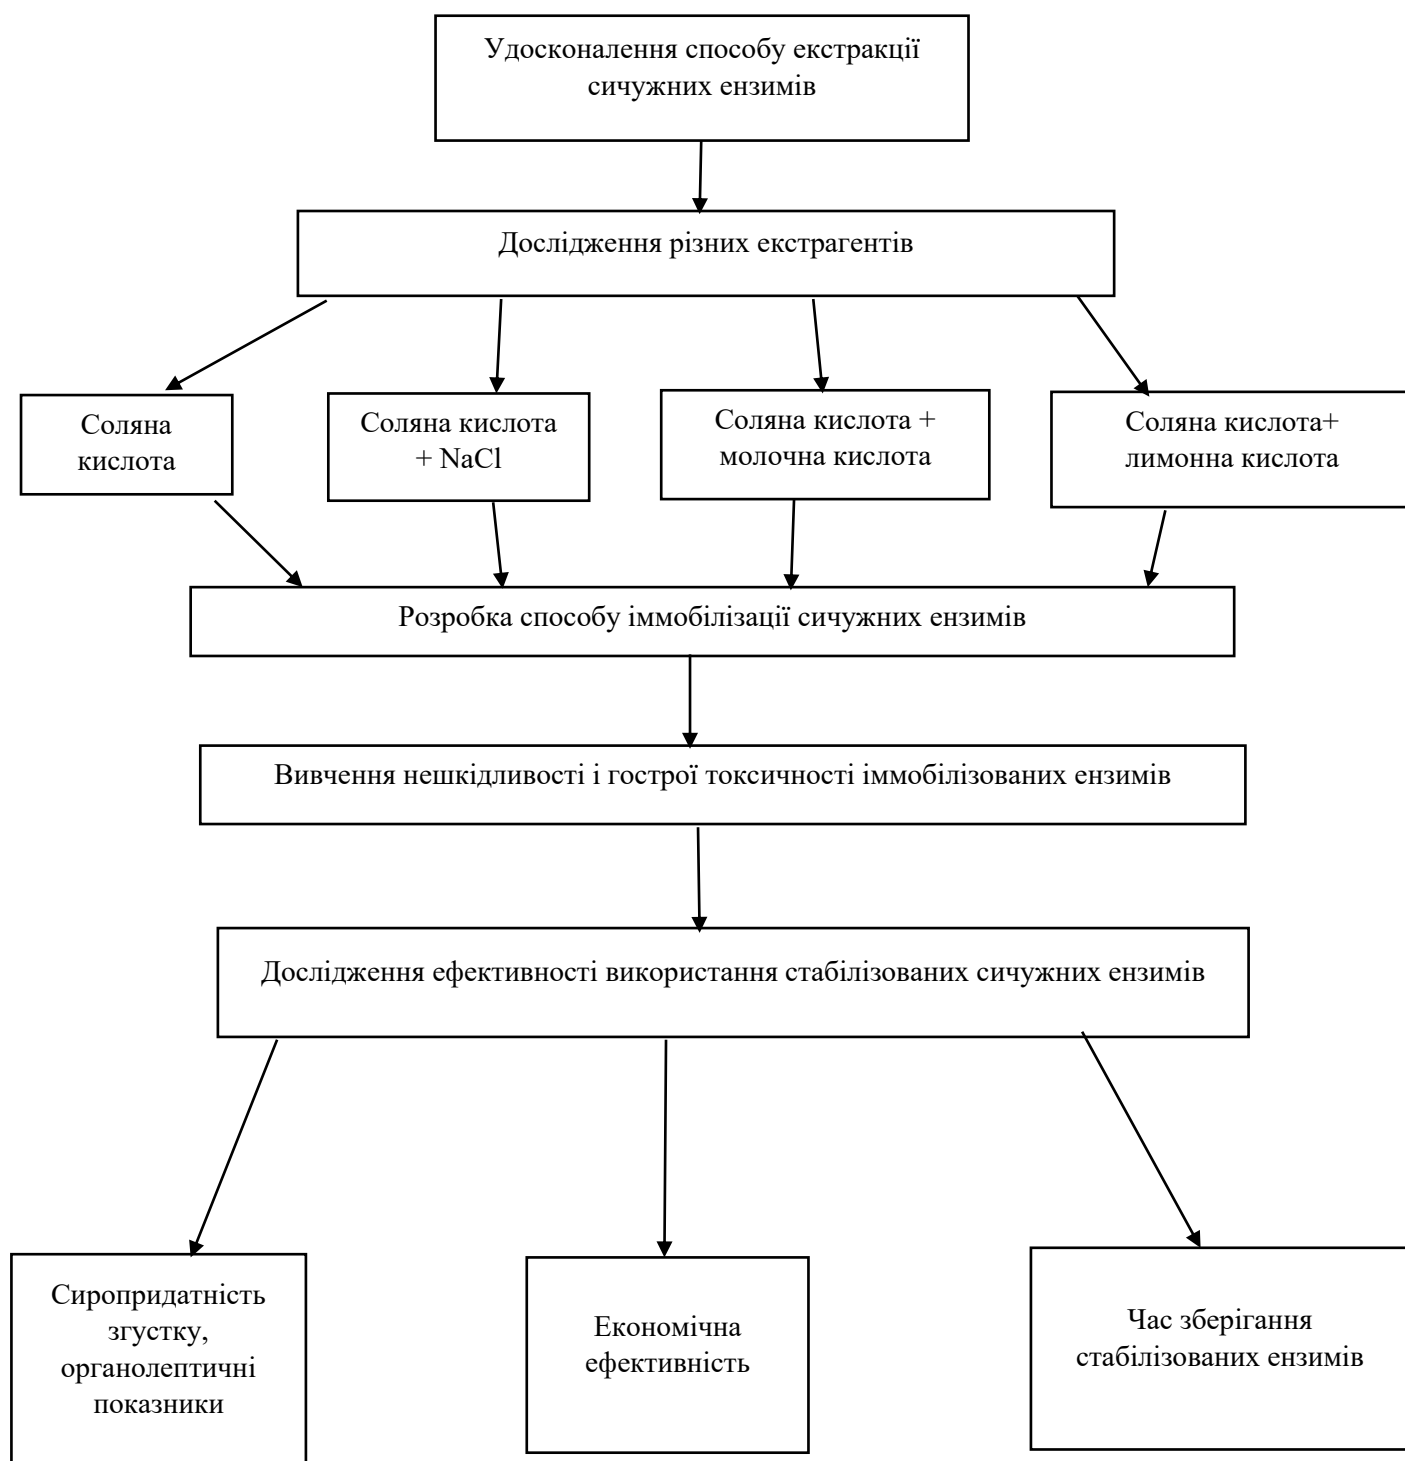 Удосконалення способу екстракції
сичужних ензимів
Дослідження різних екстрагентів
Соляна
кислота
Соляна кислота
+ NaCl
Соляна кислота +
молочна кислота
Соляна кислота+
лимонна кислота
Розробка способу іммобілізації сичужних ензимів
Вивчення нешкідливості і гострої токсичності іммобілізованих ензимів
Дослідження ефективності використання стабілізованих сичужних ензимів
Сиропридатність
згустку,
органолептичні
показники
Економічна
ефективність
Час зберігання
стабілізованих ензимів